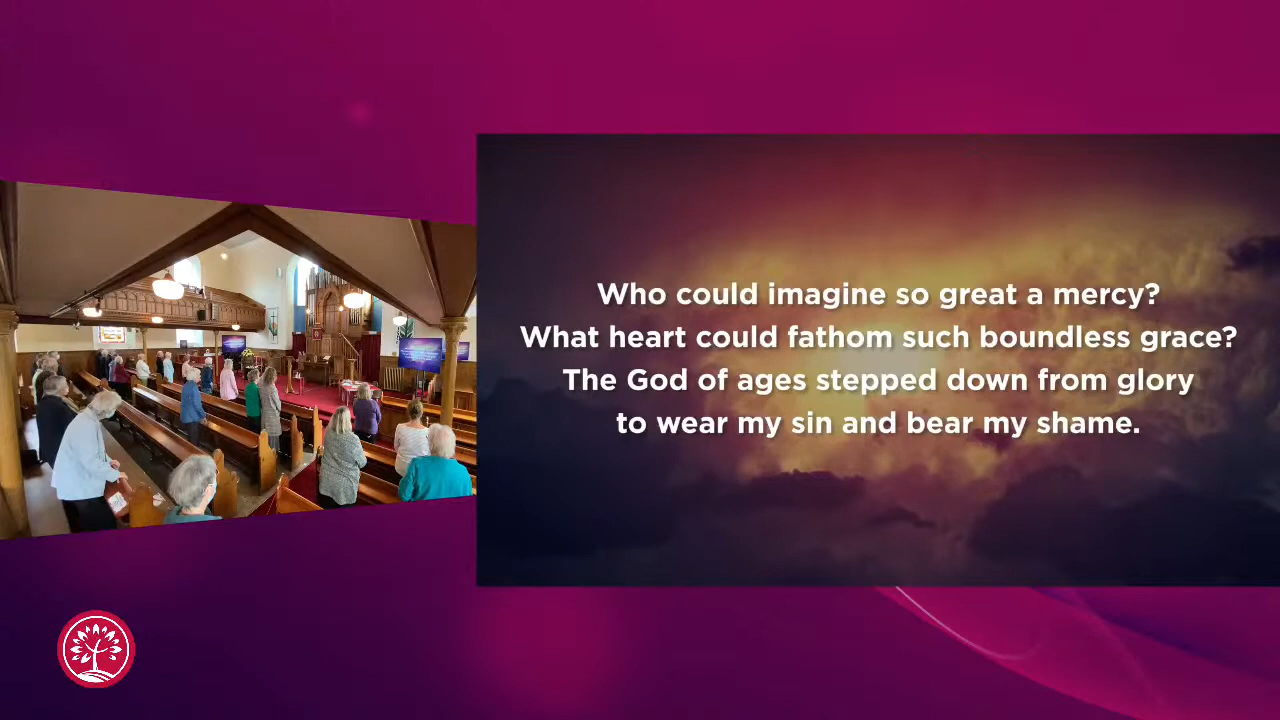 Who could imagine so great a mercy?
What heart could fathom such boundless grace?
The God of ages stepped down from glory
to wear my sin and bear my shame.